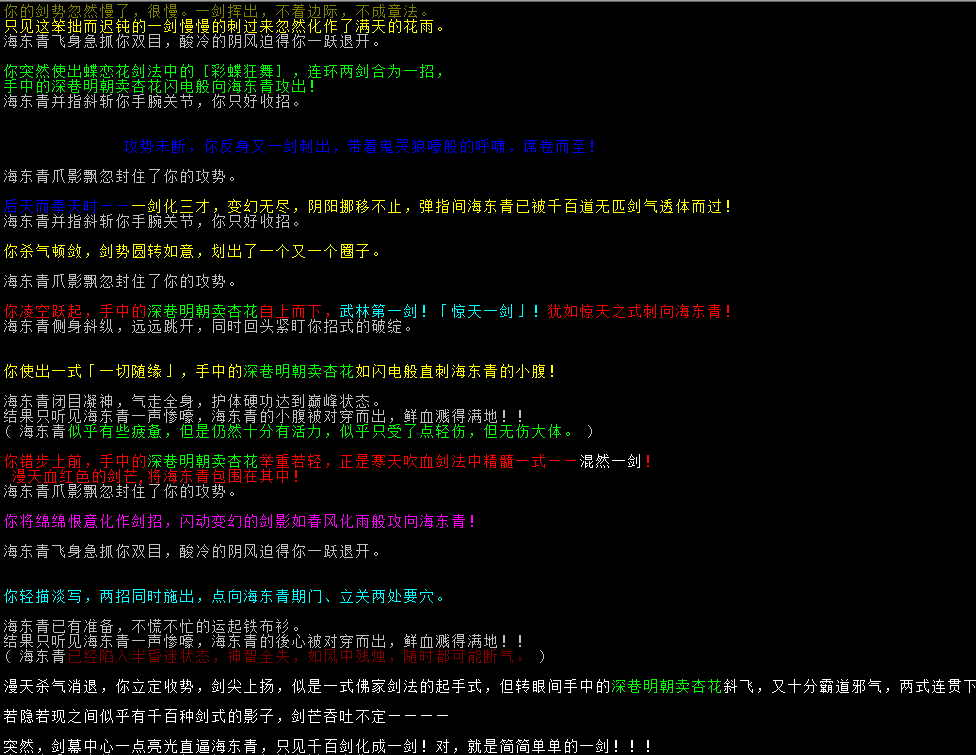 你的剑势忽然慢了，很慢。一剑挥出，不着边际，不成章法。
只见这笨拙而迟钝的一剑慢慢的刺过来忽然化作了满天的花雨。
海东青飞身急抓你双目，酸冷的阴风迫得你一跃退开。
你突然使出蝶恋花剑法中的［彩蝶狂舞］，连环两剑合为一招，
手中的深巷明朝卖杏花闪电般向海东青攻出！
海东青并指斜斩你手腕关节，你只好收招。
攻势未断，你反身又一剑刺出，带着鬼哭狼嚎般的呼啸，席卷而至！
海东青爪影飘忽封住了你的攻势。
后天而奉天时－－一剑化三才，变幻无尽，阴阳挪移不止，弹指间海东青已被千百道无匹剑气透体而过！
海东青并指斜斩你手腕关节，你只好收招。
你杀气顿敛，剑势圆转如意，划出了一个又一个圈子。
海东青爪影飘忽封住了你的攻势。
你凌空跃起，手中的深巷明朝卖杏花自上而下，武林第一剑！「惊天一剑」！犹如惊天之式刺向海东青！
海东青侧身斜纵，远远跳开，同时回头紧盯你招式的破绽。
你使出一式「一切随缘」，手中的深巷明朝卖杏花如闪电般直刺海东青的小腹！
海东青闭目凝神，气走全身，护体硬功达到巅峰状态。
结果只听见海东青一声惨嚎，海东青的小腹被对穿而出，鲜血溅得满地！！
（ 海东青似乎有些疲惫，但是仍然十分有活力，似乎只受了点轻伤，但无伤大体。 ）
你错步上前，手中的深巷明朝卖杏花举重若轻，正是寒天吹血剑法中精髓一式－－混然一剑！
漫天血红色的剑芒,将海东青包围在其中！
海东青爪影飘忽封住了你的攻势。
你将绵绵恨意化作剑招，闪动变幻的剑影如春风化雨般攻向海东青！
海东青飞身急抓你双目，酸冷的阴风迫得你一跃退开。
你轻描淡写，两招同时施出，点向海东青期门、立关两处要穴。
海东青已有准备，不慌不忙的运起铁布衫。
结果只听见海东青一声惨嚎，海东青的後心被对穿而出，鲜血溅得满地！！
（ 海东青已经陷入半昏迷状态，神智全失，如风中残烛，随时都可能断气。 ）
漫天杀气消退，你立定收势，剑尖上扬，似是一式佛家剑法的起手式，但转眼间手中的深巷明朝卖杏花斜飞，又十分霸道邪气，两式连贯下
若隐若现之间似乎有千百种剑式的影子，剑芒吞吐不定－－－－
突然，剑幕中心一点亮光直逼海东青，只见千百剑化成一剑！对，就是简简单单的一剑！！！